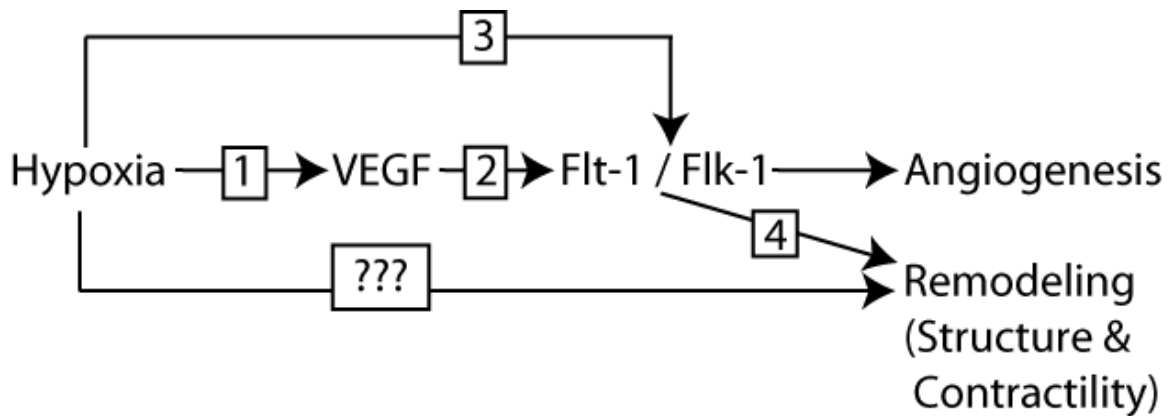 3
Hypoxia 1 VEGF 2 Flt-1 / Flk-1 Angiogenesis
4
??? Remodeling
(Structure &
Contractility)